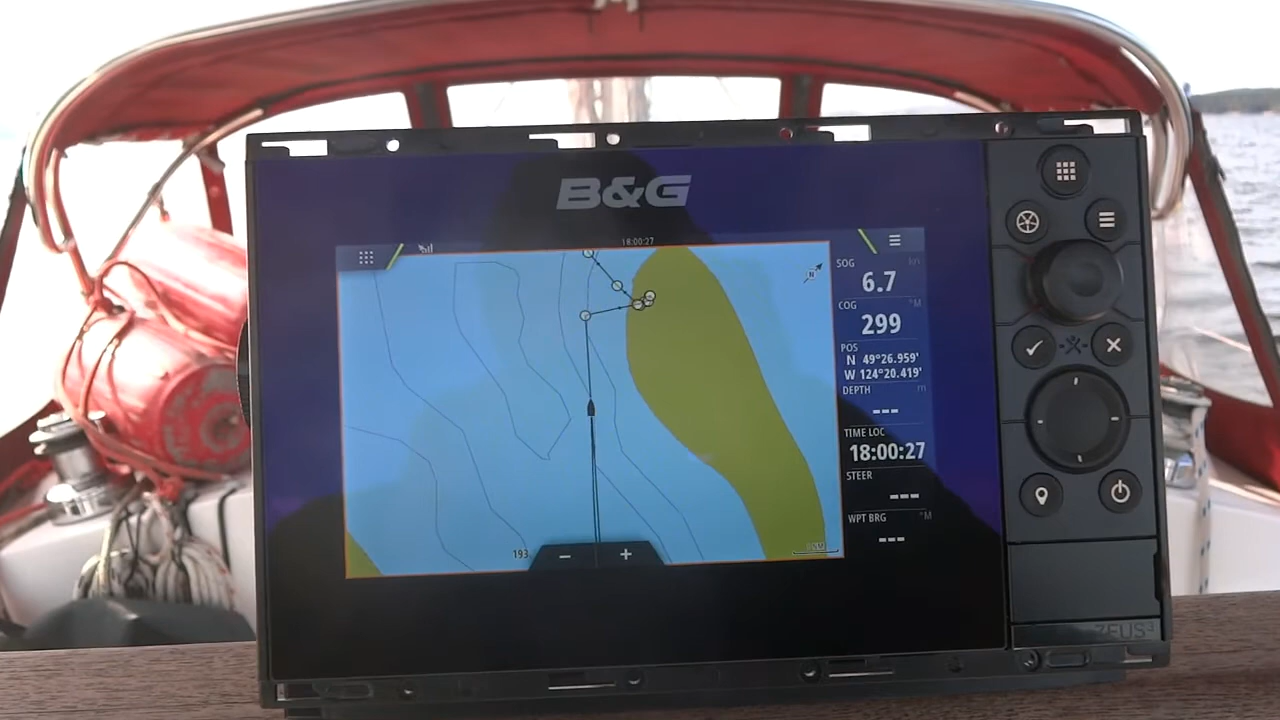 B&G
18:00:27
SOG kn
6.7
COG °M
299
POS
N 49°26.959'
W 124°20.419'
DEPTH m
---
TIME LOC
18:00:27
STEER
---
WPT BRG °M
---
193
− +
N
ZEUS³